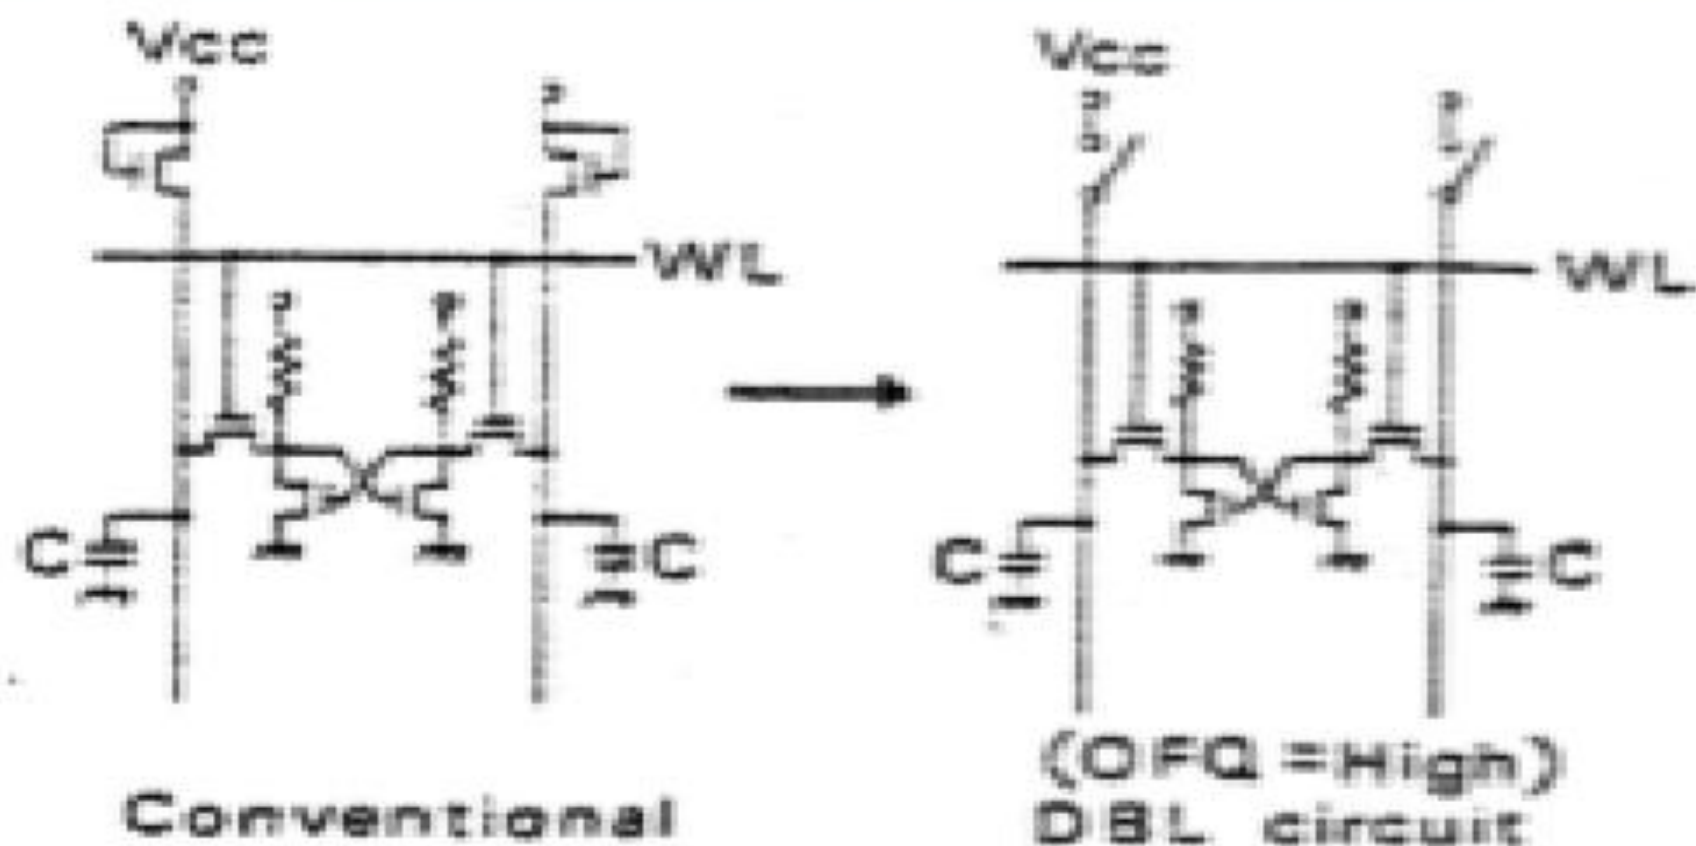 Vcc
Vcc
WL
WL
C
C
C
C
(OFQ = High)
Conventional
DBL circuit